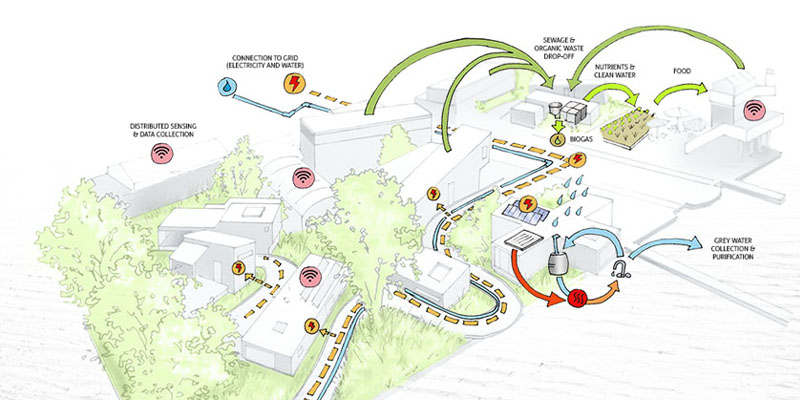 SEWAGE &
ORGANIC WASTE
DROP-OFF
CONNECTION TO GRID
(ELECTRICITY AND WATER)
NUTRIENTS &
CLEAN WATER
FOOD
DISTRIBUTED SENSING
& DATA COLLECTION
BIOGAS
GREY WATER
COLLECTION &
PURIFICATION